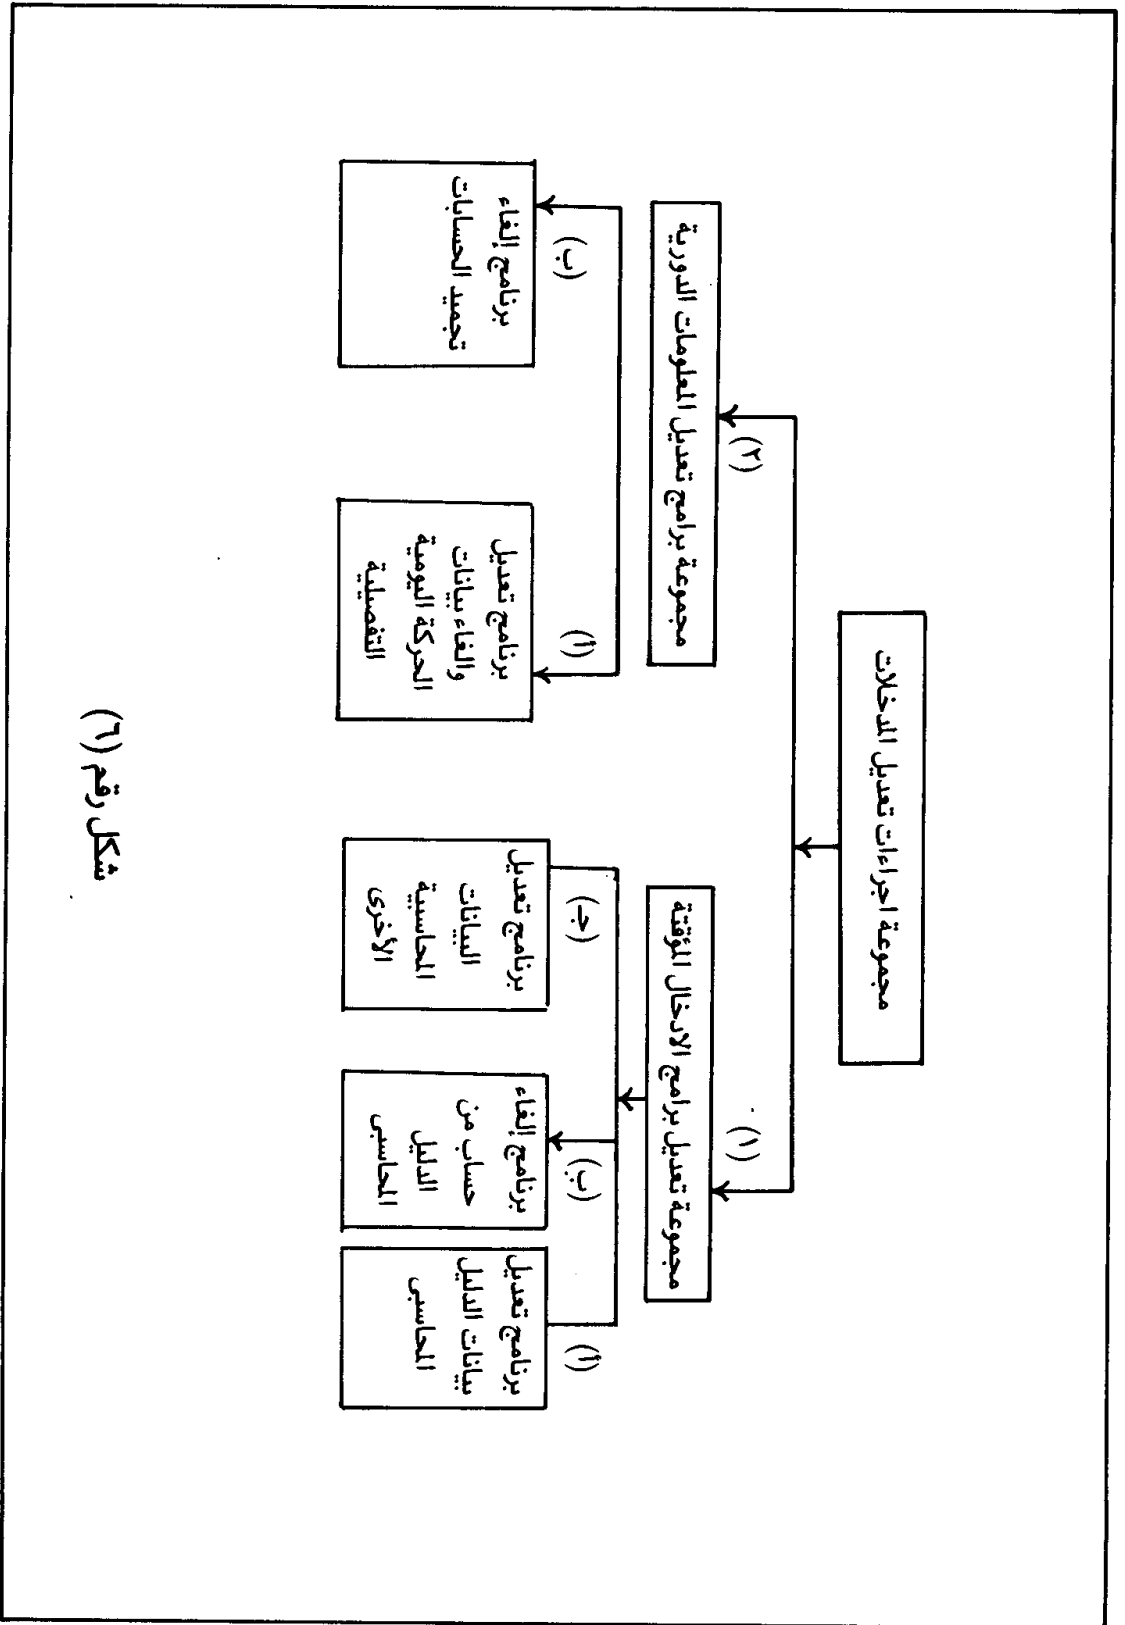 مجموعة اجراءات تعديل المدخلات
(١)
مجموعة تعديل برامج الادخال المؤقتة
(٢)
مجموعة برامج تعديل المعلومات الدورية
(أ)
برنامج تعديل
بيانات الدليل
المحاسبى
(ب)
برنامج إلغاء
حساب من
الدليل
المحاسبى
(جـ)
برنامج تعديل
البيانات
المحاسبية
الأخرى
(أ)
برنامج تعديل
والغاء بيانات
الحركة اليومية
التفصيلية
(ب)
برنامج إلغاء
تجميد الحسابات
شكل رقم (٦)